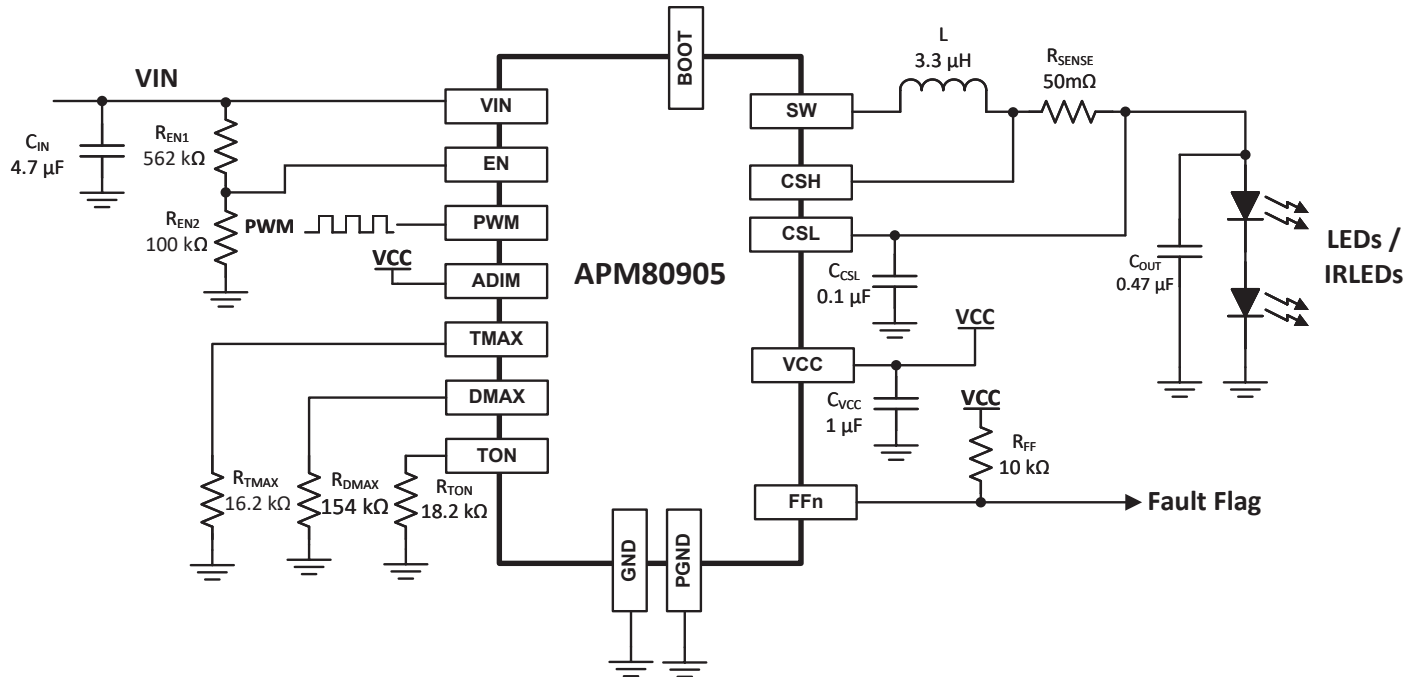 BOOT
L
3.3 µH
RSENSE
50mΩ
VIN
VIN
SW
CIN
4.7 µF
REN1
562 kΩ
EN
CSH
REN2
100 kΩ
PWM
PWM
CSL
VCC
ADIM
APM80905
CCSL
0.1 µF
COUT
0.47 µF
LEDs /
IRLEDs
TMAX
VCC
VCC
DMAX
CVCC
1 µF
VCC
TON
RFF
10 kΩ
RTMAX
16.2 kΩ
RDMAX
154 kΩ
RTON
18.2 kΩ
FFn
Fault Flag
GND
PGND